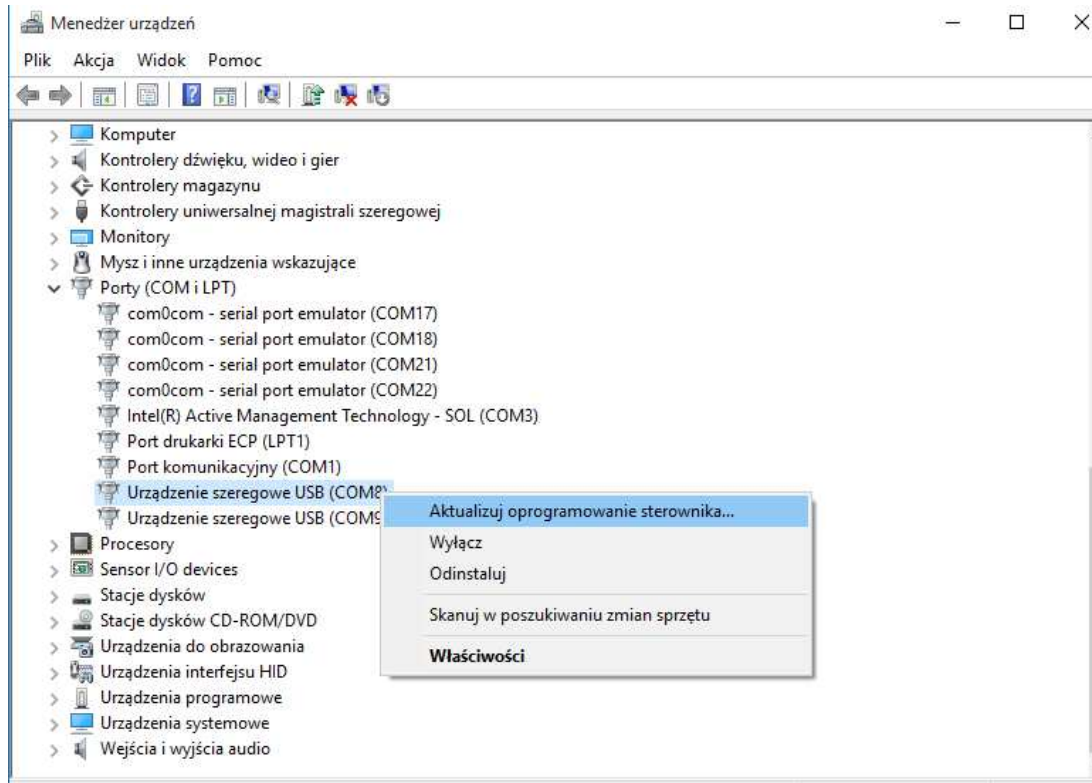 Menedżer urządzeń
Plik Akcja Widok Pomoc
Komputer
Kontrolery dźwięku, wideo i gier
Kontrolery magazynu
Kontrolery uniwersalnej magistrali szeregowej
Monitory
Mysz i inne urządzenia wskazujące
Porty (COM i LPT)
com0com - serial port emulator (COM17)
com0com - serial port emulator (COM18)
com0com - serial port emulator (COM21)
com0com - serial port emulator (COM22)
Intel(R) Active Management Technology - SOL (COM3)
Port drukarki ECP (LPT1)
Port komunikacyjny (COM1)
Urządzenie szeregowe USB (COM8)
Urządzenie szeregowe USB (COM9
Procesory
Sensor I/O devices
Stacje dysków
Stacje dysków CD-ROM/DVD
Urządzenia do obrazowania
Urządzenia interfejsu HID
Urządzenia programowe
Urządzenia systemowe
Wejścia i wyjścia audio
Aktualizuj oprogramowanie sterownika...
Wyłącz
Odinstaluj
Skanuj w poszukiwaniu zmian sprzętu
Właściwości